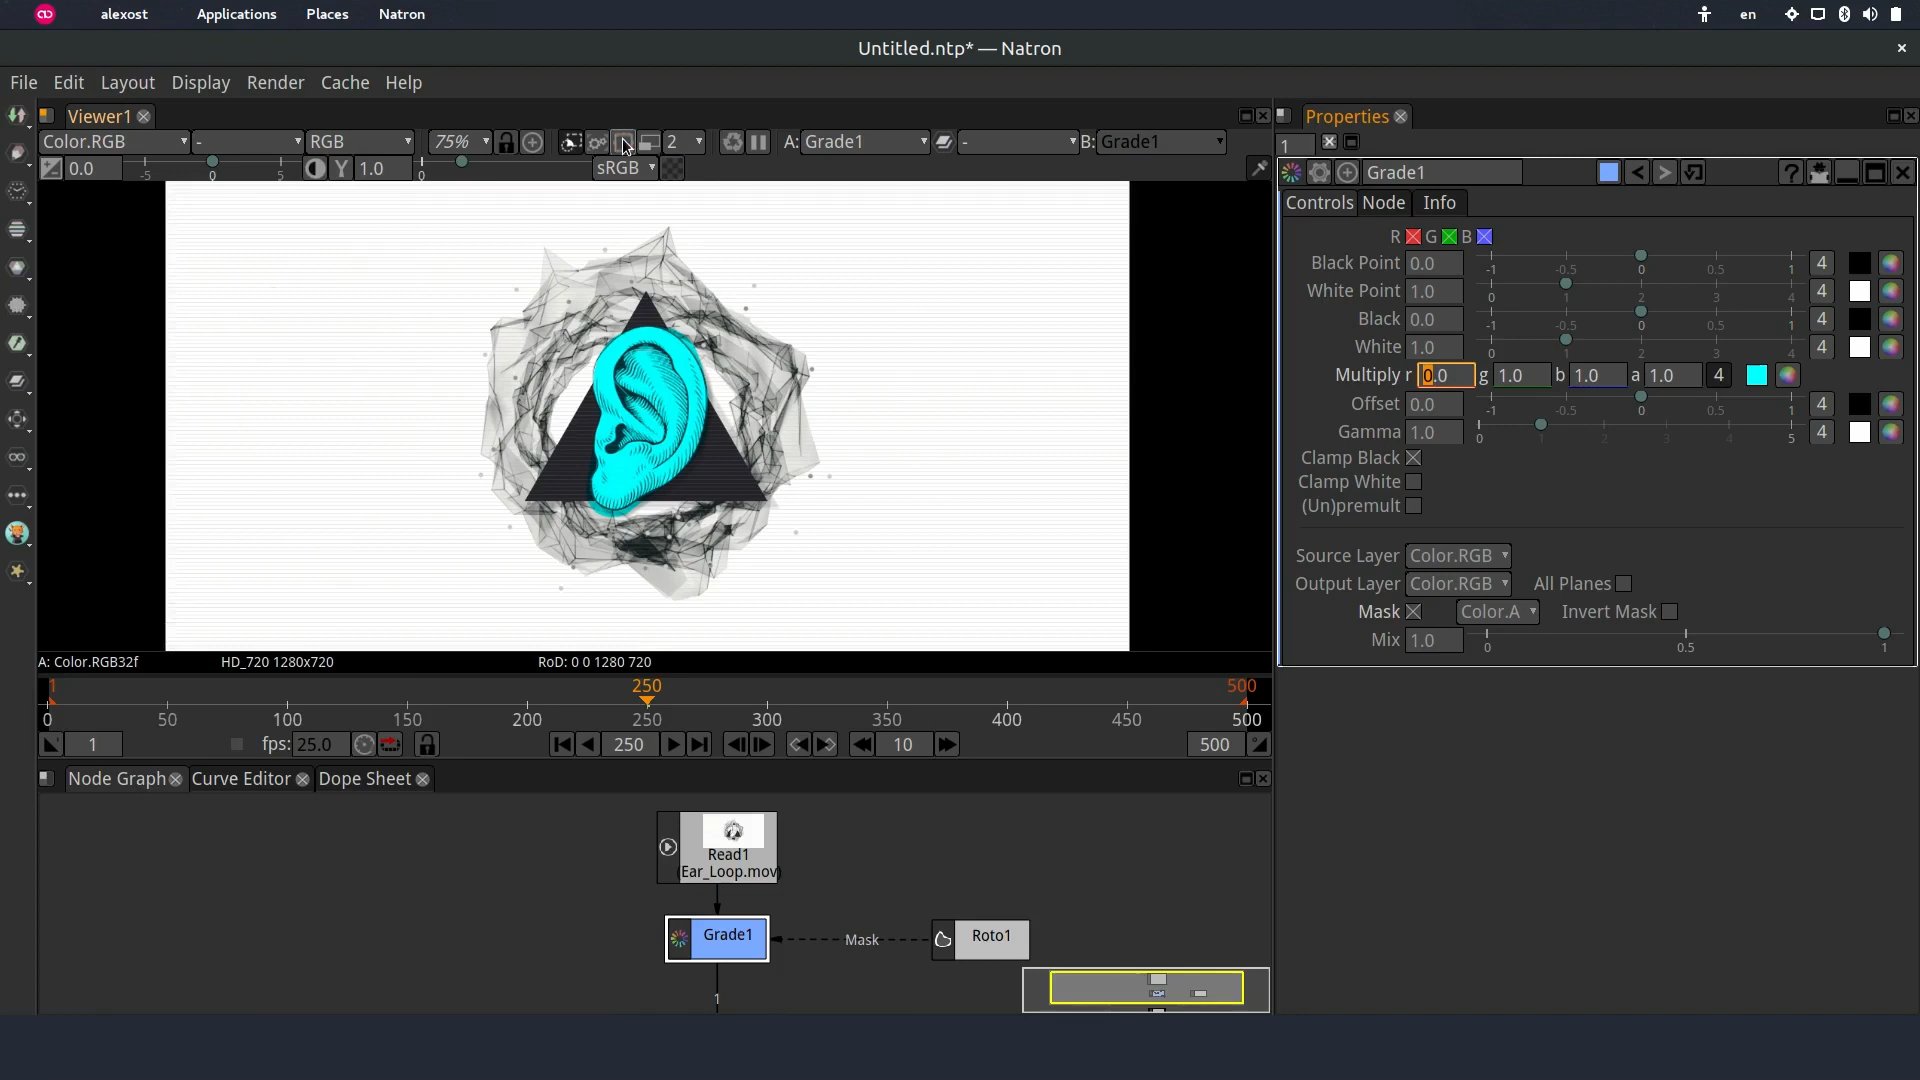 alexost Applications Places Natron en
Untitled.ntp* — Natron
File Edit Layout Display Render Cache Help
Viewer1
Properties
Color.RGB - RGB 75% 2 A: Grade1 - B: Grade1
1
0.0 -5 0 5 Y 1.0 0 sRGB
Grade1
Controls Node Info
R G B
Black Point 0.0 -1 -0.5 0 0.5 1 4
White Point 1.0 0 1 2 3 4 4
Black 0.0 -1 -0.5 0 0.5 1 4
White 1.0 0 1 2 3 4 4
Multiply r 0.0 g 1.0 b 1.0 a 1.0 4
Offset 0.0 -1 -0.5 0 0.5 1 4
Gamma 1.0 0 1 2 3 4 5 4
Clamp Black
Clamp White
(Un)premult
Source Layer Color.RGB
Output Layer Color.RGB All Planes
Mask Color.A Invert Mask
Mix 1.0 0 0.5 1
A: Color.RGB32f HD_720 1280x720 RoD: 0 0 1280 720
1 250 500
0 50 100 150 200 250 300 350 400 450 500
1 fps: 25.0 250 10 500
Node Graph Curve Editor Dope Sheet
Read1
(Ear_Loop.mov)
Grade1 Mask Roto1
1